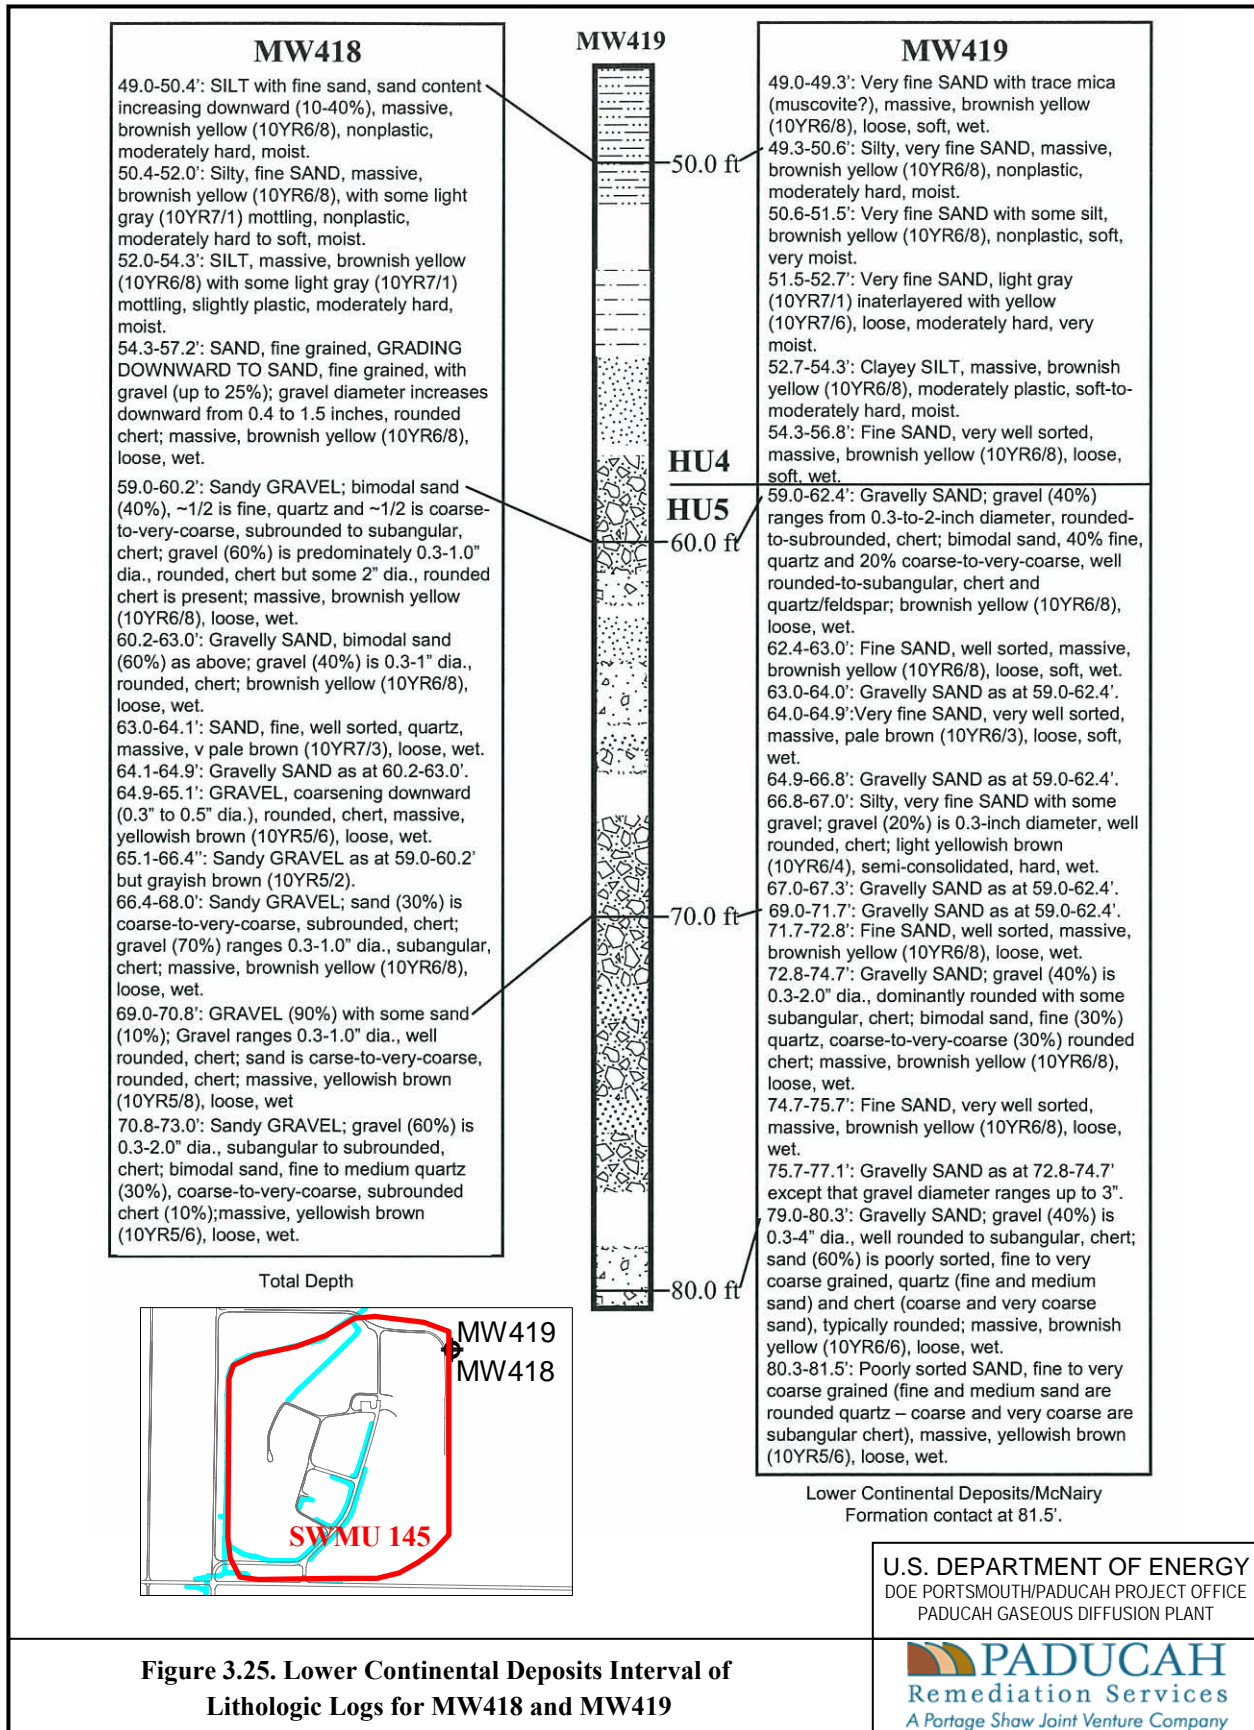 MW418
49.0-50.4’: SILT with fine sand, sand content
increasing downward (10-40%), massive,
brownish yellow (10YR6/8), nonplastic,
moderately hard, moist.
50.4-52.0’: Silty, fine SAND, massive,
brownish yellow (10YR6/8), with some light
gray (10YR7/1) mottling, nonplastic,
moderately hard to soft, moist.
52.0-54.3’: SILT, massive, brownish yellow
(10YR6/8) with some light gray (10YR7/1)
mottling, slightly plastic, moderately hard,
moist.
54.3-57.2’: SAND, fine grained, GRADING
DOWNWARD TO SAND, fine grained, with
gravel (up to 25%); gravel diameter increases
downward from 0.4 to 1.5 inches, rounded
chert; massive, brownish yellow (10YR6/8),
loose, wet.
59.0-60.2’: Sandy GRAVEL; bimodal sand
(40%), ~1/2 is fine, quartz and ~1/2 is coarse-
to-very-coarse, subrounded to subangular,
chert; gravel (60%) is predominately 0.3-1.0”
dia., rounded, chert but some 2” dia., rounded
chert is present; massive, brownish yellow
(10YR6/8), loose, wet.
60.2-63.0’: Gravelly SAND, bimodal sand
(60%) as above; gravel (40%) is 0.3-1” dia.,
rounded, chert; brownish yellow (10YR6/8),
loose, wet.
63.0-64.1’: SAND, fine, well sorted, quartz,
massive, v pale brown (10YR7/3), loose, wet.
64.1-64.9’: Gravelly SAND as at 60.2-63.0’.
64.9-65.1’: GRAVEL, coarsening downward
(0.3” to 0.5” dia.), rounded, chert, massive,
yellowish brown (10YR5/6), loose, wet.
65.1-66.4”: Sandy GRAVEL as at 59.0-60.2’
but grayish brown (10YR5/2).
66.4-68.0’: Sandy GRAVEL; sand (30%) is
coarse-to-very-coarse, subrounded, chert;
gravel (70%) ranges 0.3-1.0” dia., subangular,
chert; massive, brownish yellow (10YR6/8),
loose, wet.
69.0-70.8’: GRAVEL (90%) with some sand
(10%); Gravel ranges 0.3-1.0” dia., well
rounded, chert; sand is carse-to-very-coarse,
rounded, chert; massive, yellowish brown
(10YR5/8), loose, wet
70.8-73.0’: Sandy GRAVEL; gravel (60%) is
0.3-2.0” dia., subangular to subrounded,
chert; bimodal sand, fine to medium quartz
(30%), coarse-to-very-coarse, subrounded
chert (10%);massive, yellowish brown
(10YR5/6), loose, wet.
Total Depth
MW419
50.0 ft
HU4
HU5
60.0 ft
70.0 ft
80.0 ft
MW419
49.0-49.3’: Very fine SAND with trace mica
(muscovite?), massive, brownish yellow
(10YR6/8), loose, soft, wet.
49.3-50.6’: Silty, very fine SAND, massive,
brownish yellow (10YR6/8), nonplastic,
moderately hard, moist.
50.6-51.5’: Very fine SAND with some silt,
brownish yellow (10YR6/8), nonplastic, soft,
very moist.
51.5-52.7’: Very fine SAND, light gray
(10YR7/1) inaterlayered with yellow
(10YR7/6), loose, moderately hard, very
moist.
52.7-54.3’: Clayey SILT, massive, brownish
yellow (10YR6/8), moderately plastic, soft-to-
moderately hard, moist.
54.3-56.8’: Fine SAND, very well sorted,
massive, brownish yellow (10YR6/8), loose,
soft, wet.
59.0-62.4’: Gravelly SAND; gravel (40%)
ranges from 0.3-to-2-inch diameter, rounded-
to-subrounded, chert; bimodal sand, 40% fine,
quartz and 20% coarse-to-very-coarse, well
rounded-to-subangular, chert and
quartz/feldspar; brownish yellow (10YR6/8),
loose, wet.
62.4-63.0’: Fine SAND, well sorted, massive,
brownish yellow (10YR6/8), loose, soft, wet.
63.0-64.0’: Gravelly SAND as at 59.0-62.4’.
64.0-64.9’:Very fine SAND, very well sorted,
massive, pale brown (10YR6/3), loose, soft,
wet.
64.9-66.8’: Gravelly SAND as at 59.0-62.4’.
66.8-67.0’: Silty, very fine SAND with some
gravel; gravel (20%) is 0.3-inch diameter, well
rounded, chert; light yellowish brown
(10YR6/4), semi-consolidated, hard, wet.
67.0-67.3’: Gravelly SAND as at 59.0-62.4’.
69.0-71.7’: Gravelly SAND as at 59.0-62.4’.
71.7-72.8’: Fine SAND, well sorted, massive,
brownish yellow (10YR6/8), loose, wet.
72.8-74.7’: Gravelly SAND; gravel (40%) is
0.3-2.0” dia., dominantly rounded with some
subangular, chert; bimodal sand, fine (30%)
quartz, coarse-to-very-coarse (30%) rounded
chert; massive, brownish yellow (10YR6/8),
loose, wet.
74.7-75.7’: Fine SAND, very well sorted,
massive, brownish yellow (10YR6/8), loose,
wet.
75.7-77.1’: Gravelly SAND as at 72.8-74.7’
except that gravel diameter ranges up to 3”.
79.0-80.3’: Gravelly SAND; gravel (40%) is
0.3-4” dia., well rounded to subangular, chert;
sand (60%) is poorly sorted, fine to very
coarse grained, quartz (fine and medium
sand) and chert (coarse and very coarse
sand), typically rounded; massive, brownish
yellow (10YR6/6), loose, wet.
80.3-81.5’: Poorly sorted SAND, fine to very
coarse grained (fine and medium sand are
rounded quartz – coarse and very coarse are
subangular chert), massive, yellowish brown
(10YR5/6), loose, wet.
Lower Continental Deposits/McNairy
Formation contact at 81.5’.
MW419
MW418
SWMU 145
U.S. DEPARTMENT OF ENERGY
DOE PORTSMOUTH/PADUCAH PROJECT OFFICE
PADUCAH GASEOUS DIFFUSION PLANT
Figure 3.25. Lower Continental Deposits Interval of
Lithologic Logs for MW418 and MW419
PADUCAH
Remediation Services
A Portage Shaw Joint Venture Company